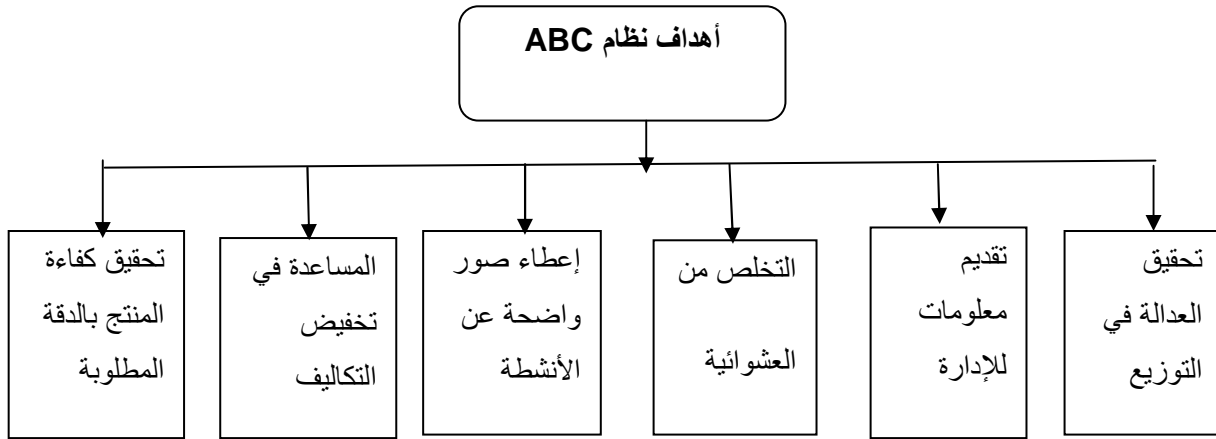 أهداف نظام ABC
تحقيق
العدالة في
التوزيع
تقديم
معلومات
للإدارة
التخلص من
العشوائية
إعطاء صور
واضحة عن
الأنشطة
المساعدة في
تخفيض
التكاليف
تحقيق كفاءة
المنتج بالدقة
المطلوبة